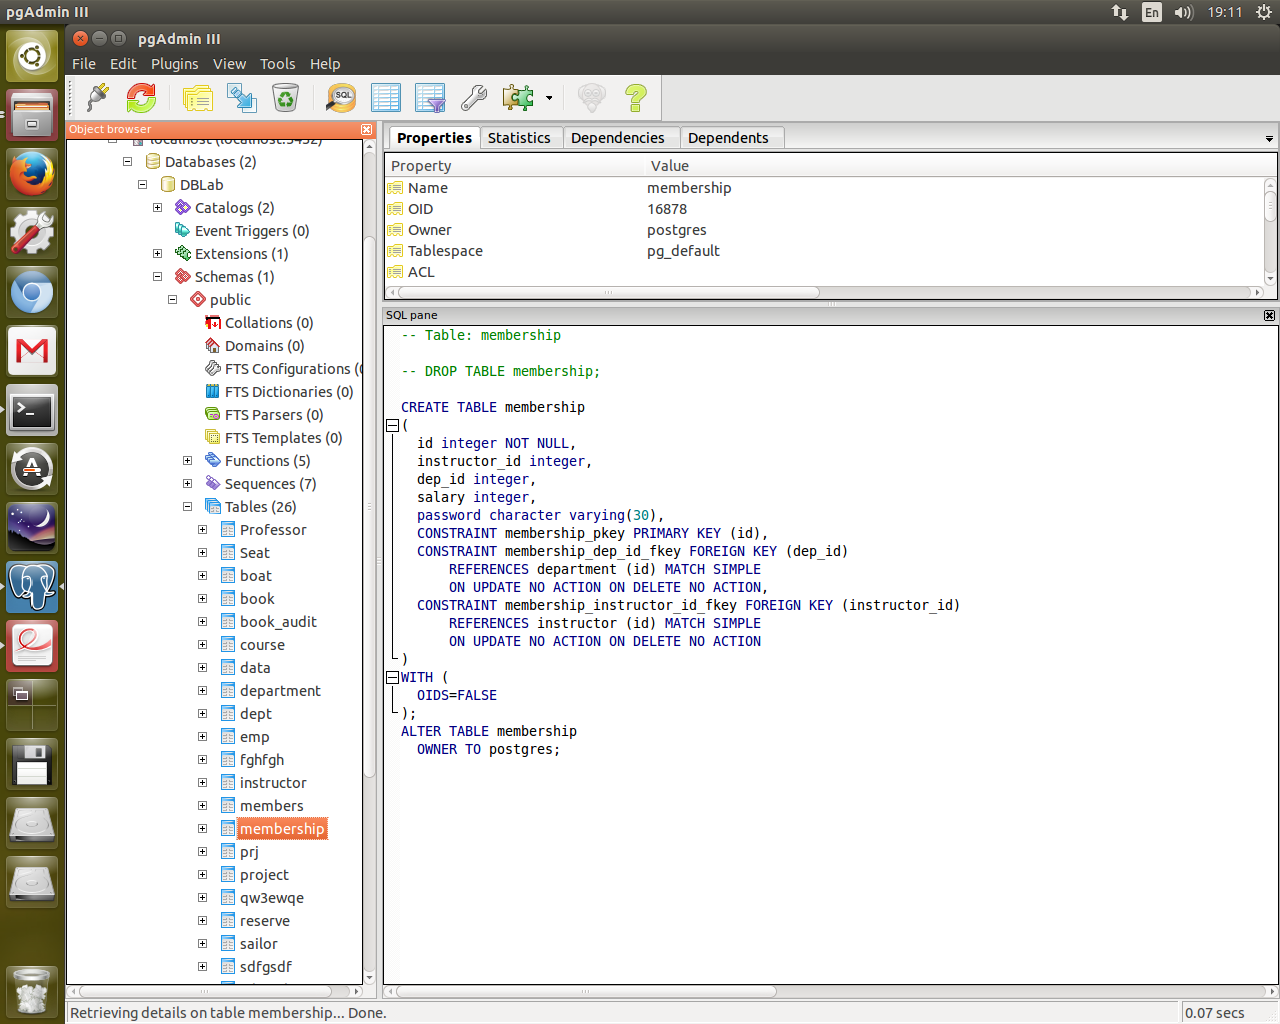 pgAdmin III
En
19:11
pgAdmin III
File Edit Plugins View Tools Help
SQL
Object browser
localhost (localhost:5432)
Databases (2)
DBLab
Catalogs (2)
Event Triggers (0)
Extensions (1)
Schemas (1)
public
Collations (0)
Domains (0)
FTS Configurations (
FTS Dictionaries (0)
FTS Parsers (0)
FTS Templates (0)
Functions (5)
Sequences (7)
Tables (26)
Professor
Seat
boat
book
book_audit
course
data
department
dept
emp
fghfgh
instructor
members
membership
prj
project
qw3ewqe
reserve
sailor
sdfgsdf
Properties Statistics Dependencies Dependents
Property Value
Name membership
OID 16878
Owner postgres
Tablespace pg_default
ACL
SQL pane
-- Table: membership
-- DROP TABLE membership;
CREATE TABLE membership
(
id integer NOT NULL,
instructor_id integer,
dep_id integer,
salary integer,
password character varying(30),
CONSTRAINT membership_pkey PRIMARY KEY (id),
CONSTRAINT membership_dep_id_fkey FOREIGN KEY (dep_id)
REFERENCES department (id) MATCH SIMPLE
ON UPDATE NO ACTION ON DELETE NO ACTION,
CONSTRAINT membership_instructor_id_fkey FOREIGN KEY (instructor_id)
REFERENCES instructor (id) MATCH SIMPLE
ON UPDATE NO ACTION ON DELETE NO ACTION
)
WITH (
OIDS=FALSE
);
ALTER TABLE membership
OWNER TO postgres;
Retrieving details on table membership... Done.
0.07 secs